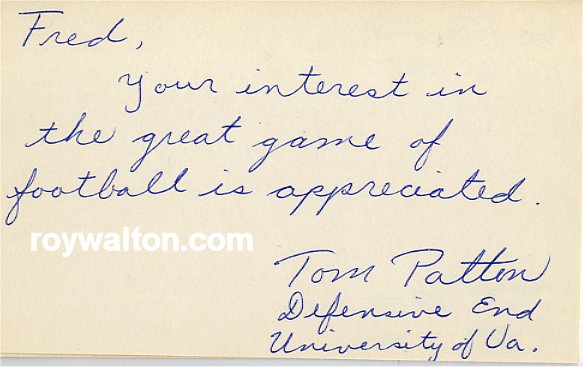 Fred,
Your interest in
the great game of
football is appreciated.
roywalton.com
Tom Patton
Defensive End
University of Va.